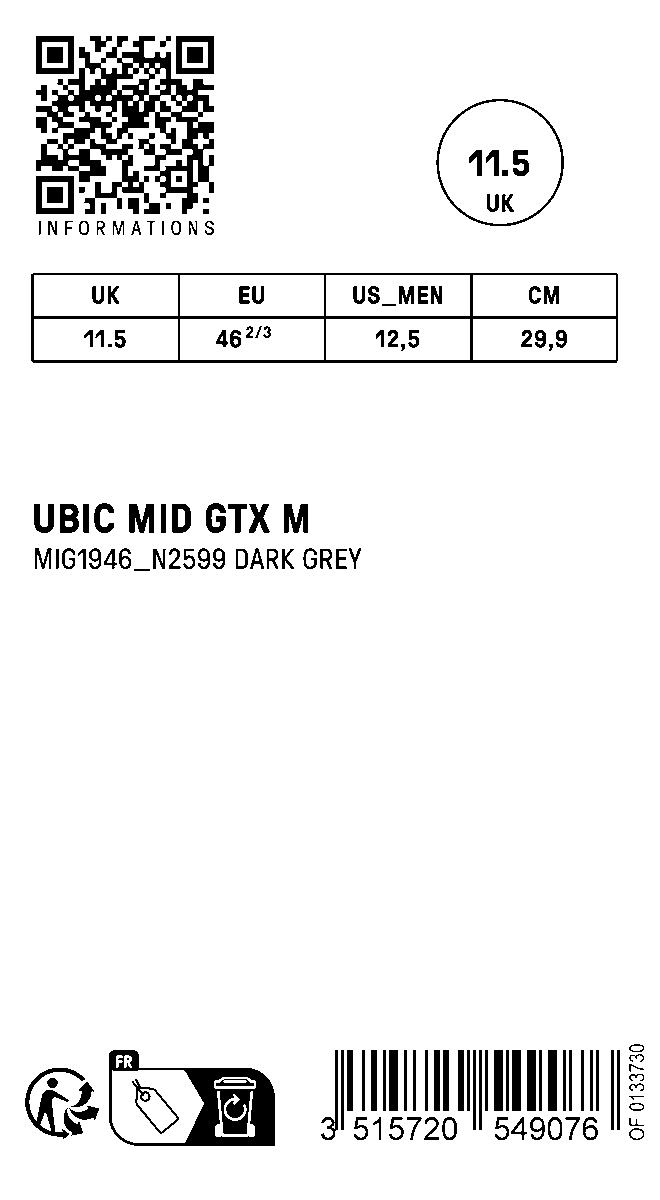 INFORMATIONS
11.5
UK
UK EU US_MEN CM
11.5 46 2/3 12,5 29,9
UBIC MID GTX M
MIG1946_N2599 DARK GREY
FR
3 515720 549076
OF 0133730